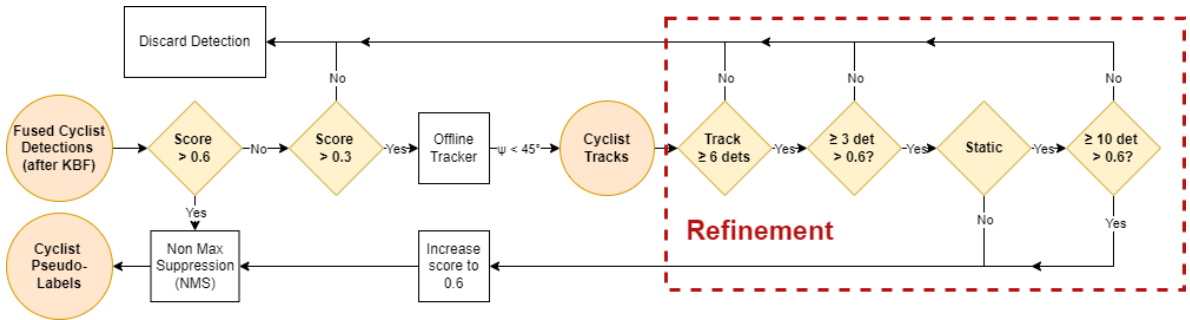 Discard Detection
No
No
No
No
Fused Cyclist
Detections
(after KBF)
Score
> 0.6
No
Score
> 0.3
Yes
Offline
Tracker
ψ < 45°
Cyclist
Tracks
Track
≥ 6 dets
Yes
≥ 3 det
> 0.6?
Yes
Static
Yes
≥ 10 det
> 0.6?
Yes
No
Yes
Refinement
Cyclist
Pseudo-
Labels
Non Max
Suppression
(NMS)
Increase
score to
0.6